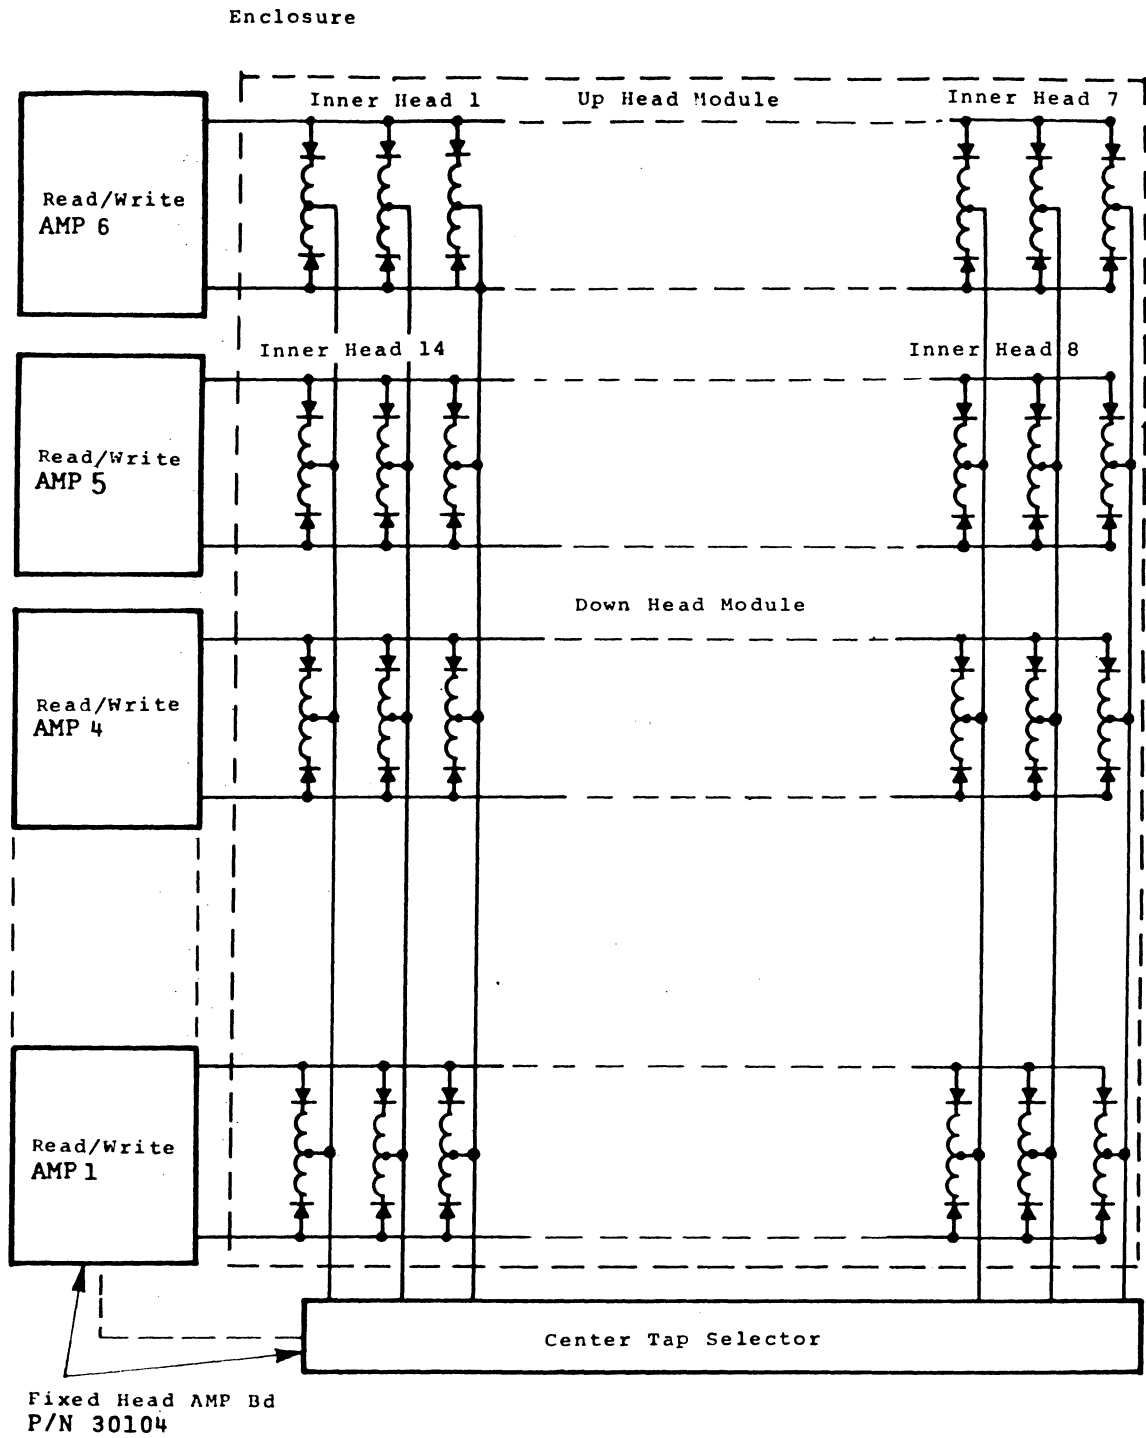 Enclosure
Inner Head 1
Up Head Module
Inner Head 7
Read/Write
AMP 6
Inner Head 14
Inner Head 8
Read/Write
AMP 5
Down Head Module
Read/Write
AMP 4
Read/Write
AMP 1
Center Tap Selector
Fixed Head AMP Bd
P/N 30104